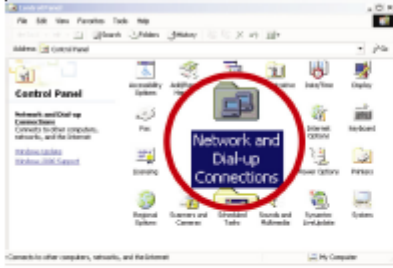 Control Panel
File Edit View Favorites Tools Help
Search Folders History
Address Control Panel
Control Panel
Network and Dial-up
Connections
Connects to other computers,
networks, and the Internet
Windows Update
Windows 2000 Support
Accessibility
Options
Date/Time
Display
Fax
Network and
Dial-up
Connections
Internet
Options
Keyboard
Licensing
Power Options
Printers
Regional
Options
Scanners and
Cameras
Scheduled
Tasks
Sounds and
Multimedia
Symantec
LiveUpdate
System
Connects to other computers, networks, and the Internet
My Computer